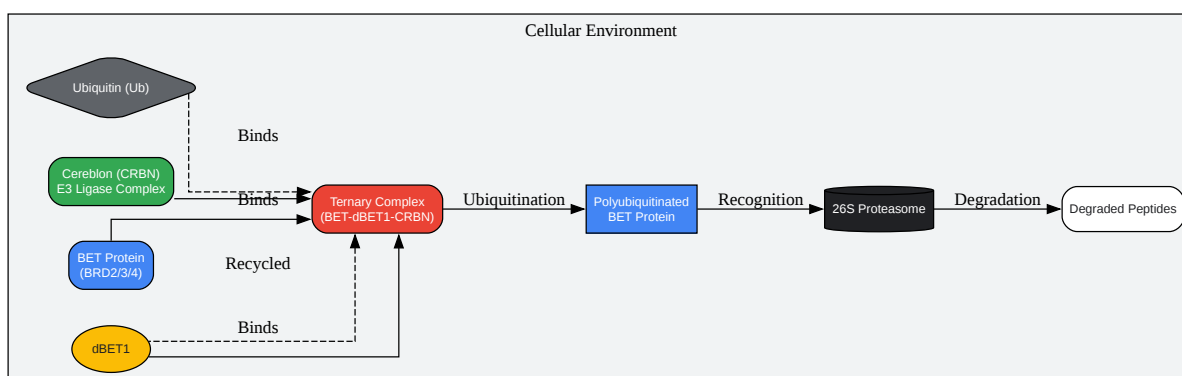 Cellular Environment
Ubiquitin (Ub)
Binds
Cereblon (CRBN)
E3 Ligase Complex
Binds
Ternary Complex
(BET-dBET1-CRBN)
Ubiquitination
Polyubiquitinated
BET Protein
Recognition
26S Proteasome
Degradation
Degraded Peptides
BET Protein
(BRD2/3/4)
Recycled
Binds
dBET1